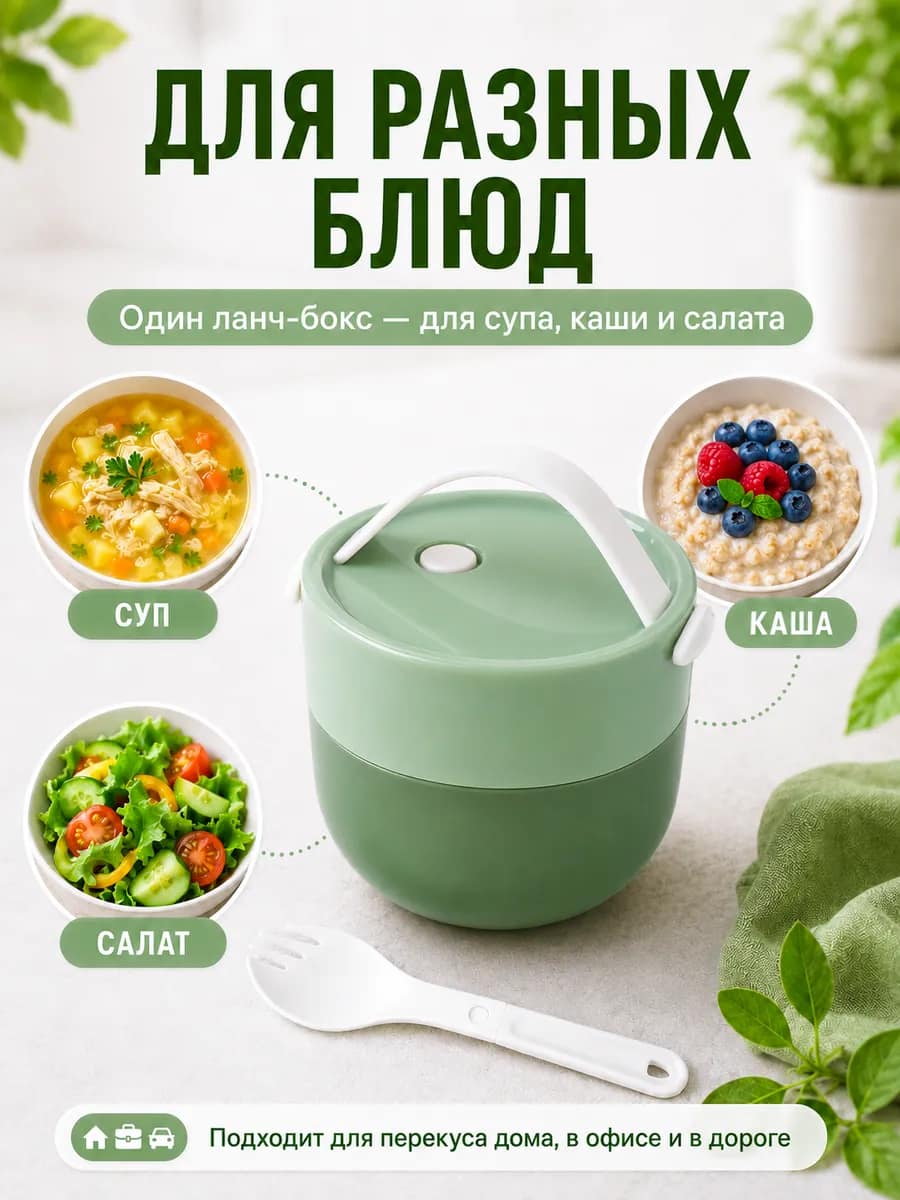 ДЛЯ РАЗНЫХ
БЛЮД
Один ланч-бокс — для супа, каши и салата
СУП
КАША
САЛАТ
Подходит для перекуса дома, в офисе и в дороге